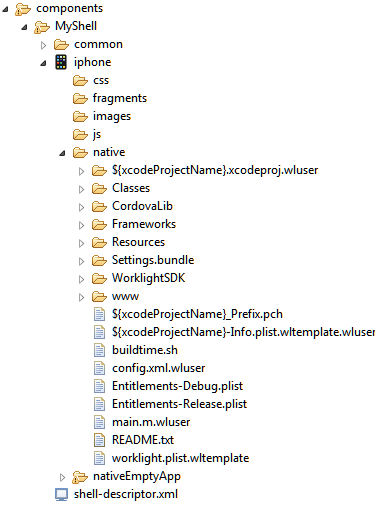 components
MyShell
common
iphone
css
fragments
images
js
native
${xcodeProjectName}.xcodeproj.wluser
Classes
CordovaLib
Frameworks
Resources
Settings.bundle
WorklightSDK
www
${xcodeProjectName}_Prefix.pch
${xcodeProjectName}-Info.plist.wltemplate.wluser
buildtime.sh
config.xml.wluser
Entitlements-Debug.plist
Entitlements-Release.plist
main.m.wluser
README.txt
worklight.plist.wltemplate
nativeEmptyApp
shell-descriptor.xml